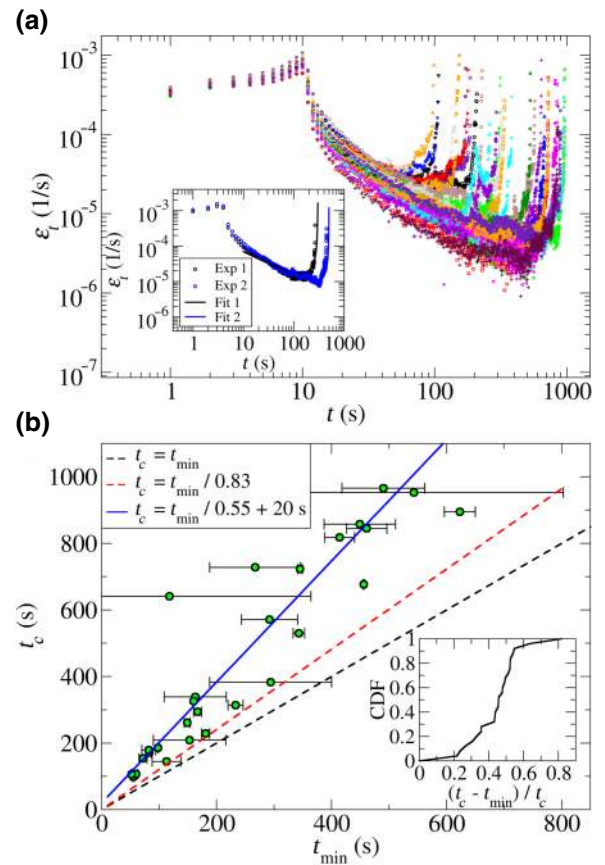 (a)
10⁻³
10⁻⁴
10⁻⁵
10⁻⁶
10⁻⁷
ε_t (1/s)
10⁻³
10⁻⁴
10⁻⁵
10⁻⁶
ε_t (1/s)
Exp 1
Exp 2
Fit 1
Fit 2
1 10 100 1000
t (s)
1 10 100 1000
t (s)
(b)
t_c = t_min
t_c = t_min / 0.83
t_c = t_min / 0.55 + 20 s
1000
800
600
400
200
0
t_c (s)
1
0.8
0.6
0.4
0.2
0
CDF
0 0.2 0.4 0.6 0.8
(t_c - t_min) / t_c
0 200 400 600 800
t_min (s)